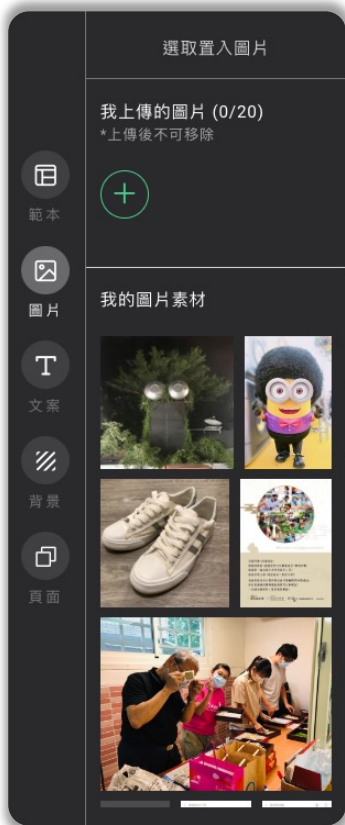 選取置入圖片
我上傳的圖片 (0/20)
*上傳後不可移除
範本
圖片
我的圖片素材
T
文案
背景
頁面